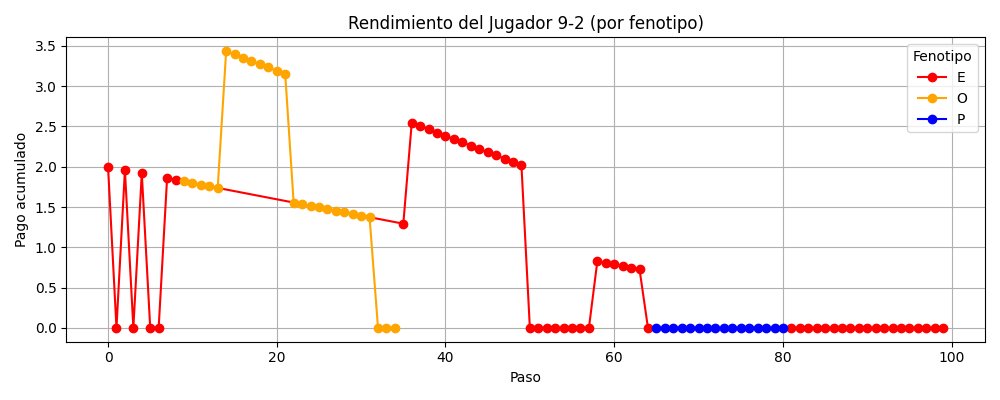 Rendimiento del Jugador 9-2 (por fenotipo)
Pago acumulado
3.5
3.0
2.5
2.0
1.5
1.0
0.5
0.0
Fenotipo
E
O
P
0 20 40 60 80 100
Paso